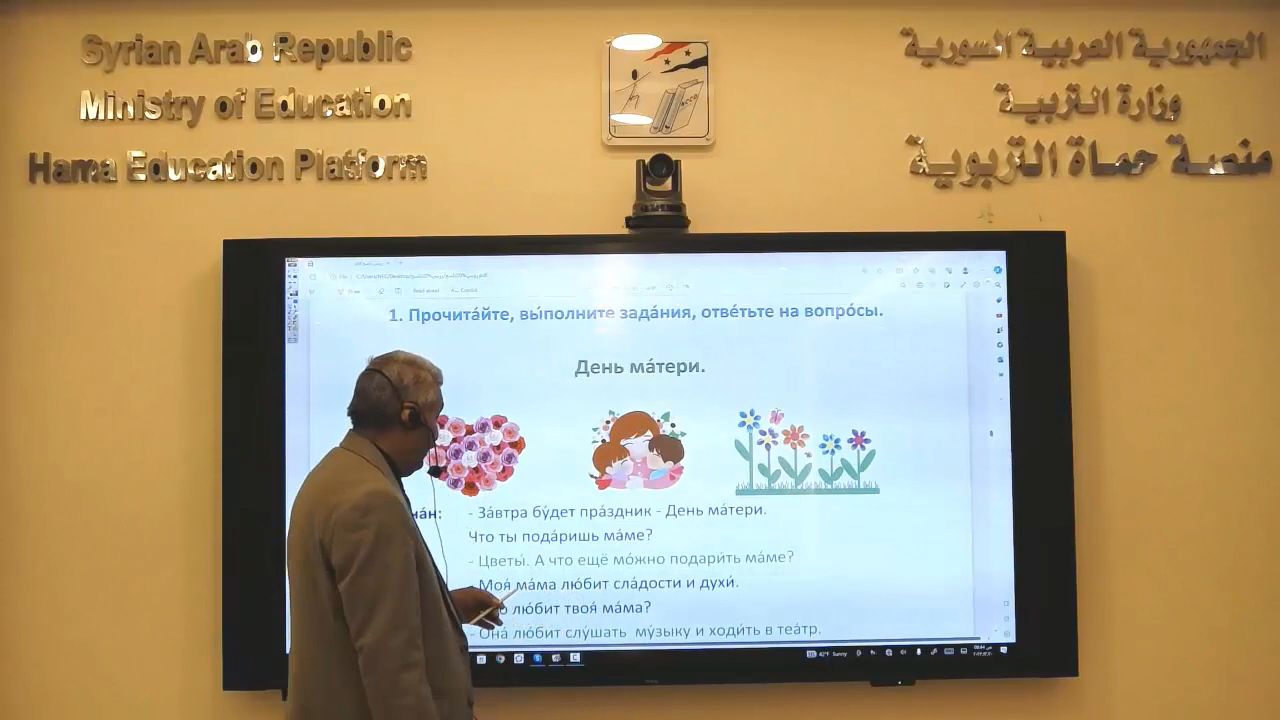 Syrian Arab Republic
Ministry of Education
Hama Education Platform
الجمهورية العربية السورية
وزارة التربية
منصة حماة التربوية
1. Прочита́йте, вы́полните зада́ния, отве́тьте на вопро́сы.
День ма́тери.
- За́втра бу́дет пра́здник - День ма́тери.
Что ты пода́ришь ма́ме?
- Цветы́. А что ещё мо́жно подари́ть ма́ме?
- Моя́ ма́ма лю́бит сла́дости и духи́.
лю́бит твоя́ ма́ма?
- Она́ лю́бит слу́шать му́зыку и ходи́ть в теа́тр.
42°F Sunny